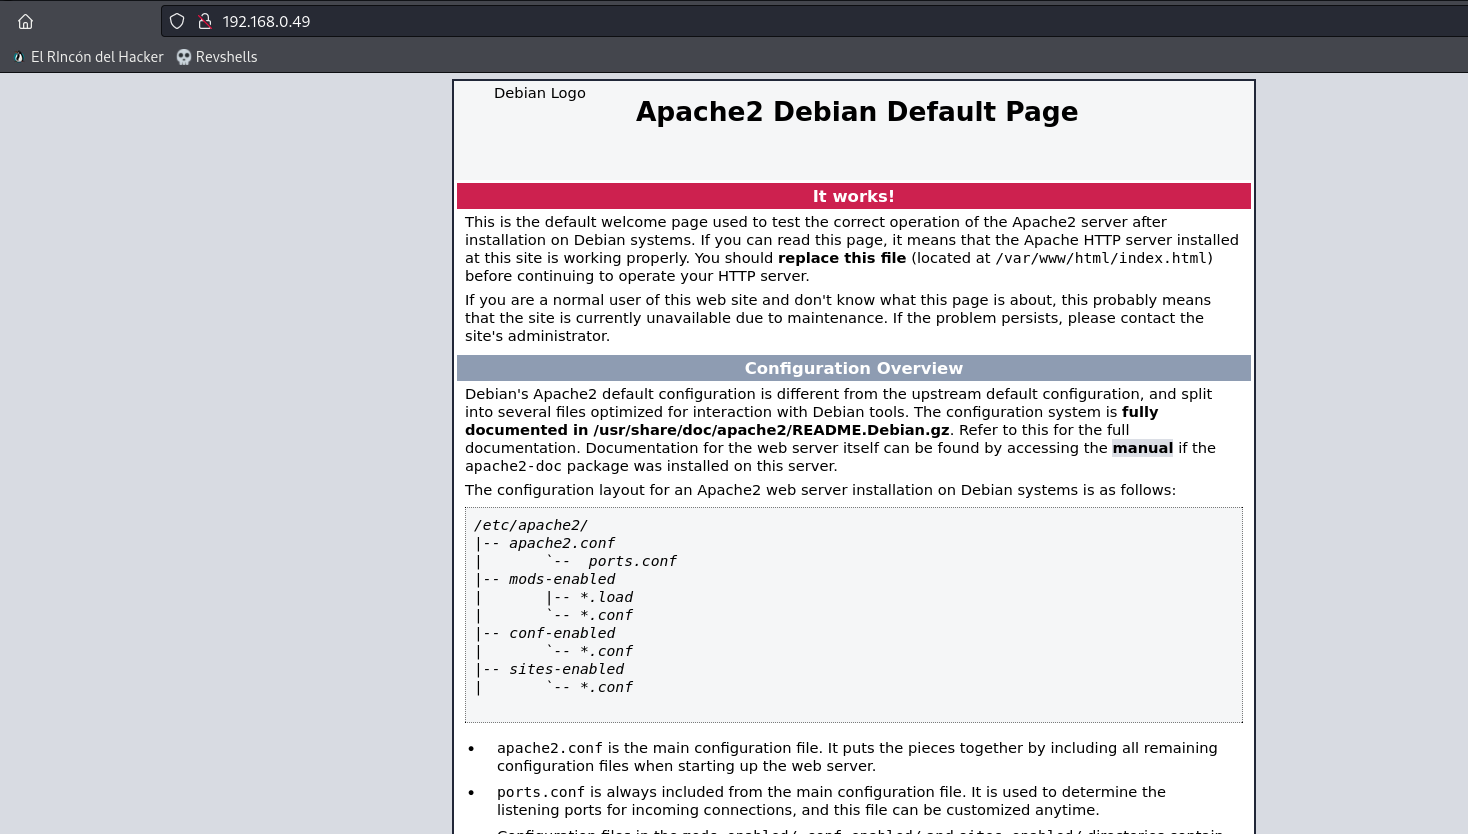 192.168.0.49
El RIncón del Hacker
Revshells
Debian Logo
Apache2 Debian Default Page
It works!
This is the default welcome page used to test the correct operation of the Apache2 server after
installation on Debian systems. If you can read this page, it means that the Apache HTTP server installed
at this site is working properly. You should replace this file (located at /var/www/html/index.html)
before continuing to operate your HTTP server.
If you are a normal user of this web site and don't know what this page is about, this probably means
that the site is currently unavailable due to maintenance. If the problem persists, please contact the
site's administrator.
Configuration Overview
Debian's Apache2 default configuration is different from the upstream default configuration, and split
into several files optimized for interaction with Debian tools. The configuration system is fully
documented in /usr/share/doc/apache2/README.Debian.gz. Refer to this for the full
documentation. Documentation for the web server itself can be found by accessing the manual if the
apache2-doc package was installed on this server.
The configuration layout for an Apache2 web server installation on Debian systems is as follows:
/etc/apache2/
|-- apache2.conf
|       `--  ports.conf
|-- mods-enabled
|       |-- *.load
|       `-- *.conf
|-- conf-enabled
|       `-- *.conf
|-- sites-enabled
|       `-- *.conf
• apache2.conf is the main configuration file. It puts the pieces together by including all remaining
configuration files when starting up the web server.
• ports.conf is always included from the main configuration file. It is used to determine the
listening ports for incoming connections, and this file can be customized anytime.
Configuration files in the mods-enabled/, conf-enabled/ and sites-enabled/ directories contain